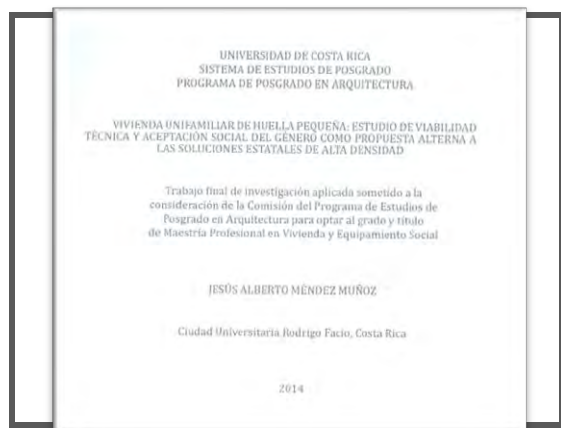 UNIVERSIDAD DE COSTA RICA
SISTEMA DE ESTUDIOS DE POSGRADO
PROGRAMA DE POSGRADO EN ARQUITECTURA
VIVIENDA UNIFAMILIAR DE HUELLA PEQUEÑA: ESTUDIO DE VIABILIDAD
TÉCNICA Y ACEPTACIÓN SOCIAL DEL GÉNERO COMO PROPUESTA ALTERNA A
LAS SOLUCIONES ESTATALES DE ALTA DENSIDAD
Trabajo final de investigación aplicada sometido a la
consideración de la Comisión del Programa de Estudios de
Posgrado en Arquitectura para optar al grado y título
de Maestría Profesional en Vivienda y Equipamiento Social
JESÚS ALBERTO MÉNDEZ MUÑOZ
Ciudad Universitaria Rodrigo Facio, Costa Rica
2014